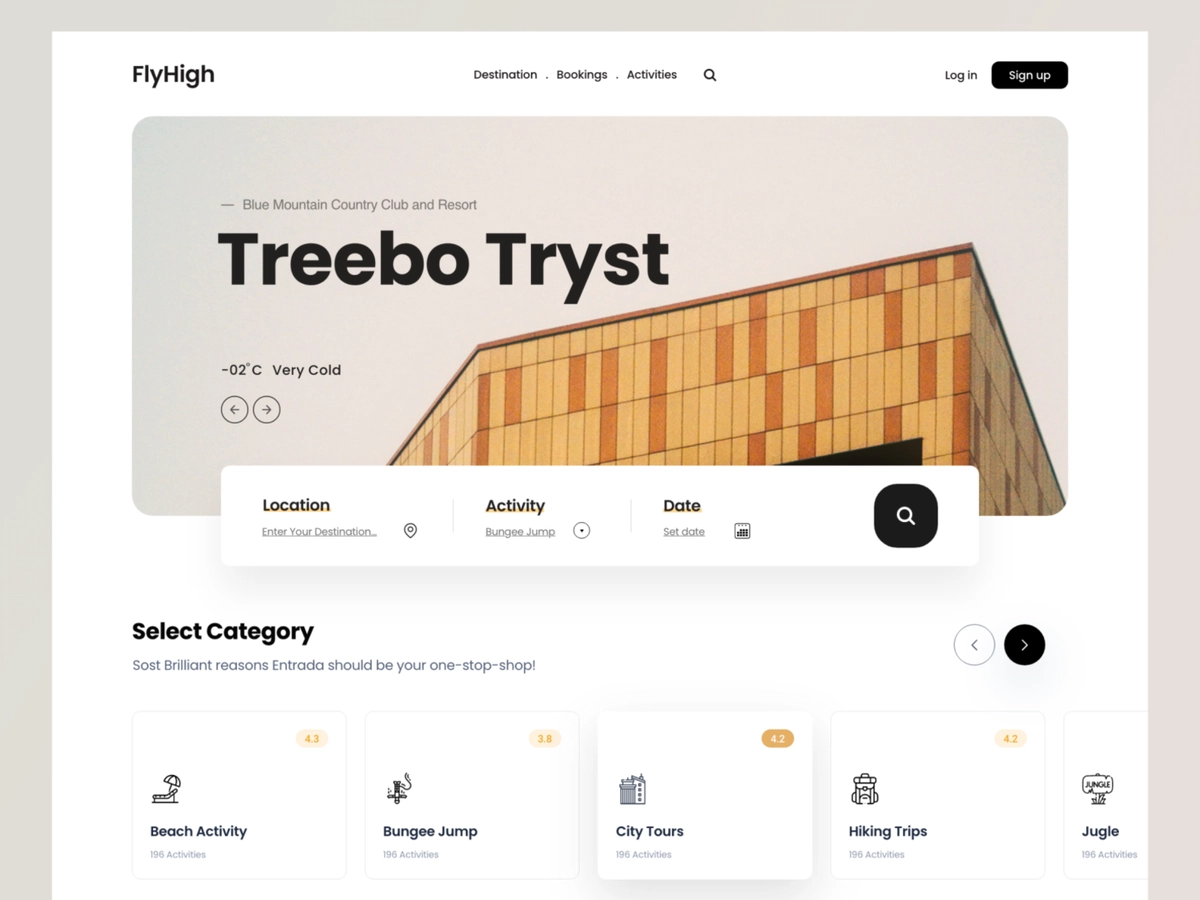 FlyHigh
Destination . Bookings . Activities
Log in
Sign up
— Blue Mountain Country Club and Resort
Treebo Tryst
-02°C Very Cold
Location
Enter Your Destination...
Activity
Bungee Jump
Date
Set date
Select Category
Sost Brilliant reasons Entrada should be your one-stop-shop!
4.3
Beach Activity
196 Activities
3.8
Bungee Jump
196 Activities
4.2
City Tours
196 Activities
4.2
Hiking Trips
196 Activities
JUNGLE
Jugle
196 Activities